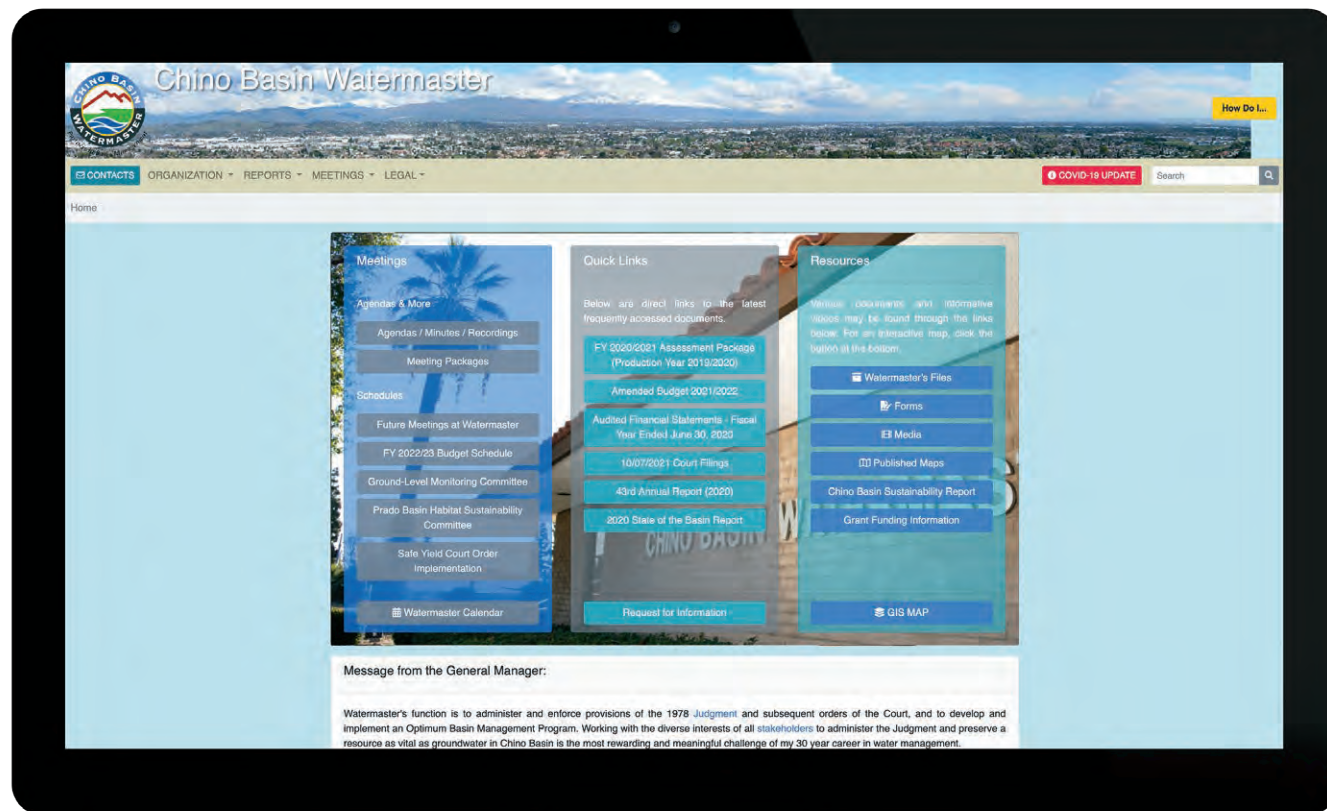 CHINO BASIN
WATERMASTER
Chino Basin Watermaster
How Do I...
CONTACTS ORGANIZATION REPORTS MEETINGS LEGAL COVID-19 UPDATE Search
Home
Meetings
Agendas & More
Agendas / Minutes / Recordings
Meeting Packages
Schedules
Future Meetings at Watermaster
FY 2022/23 Budget Schedule
Ground-Level Monitoring Committee
Prado Basin Habitat Sustainability
Committee
Safe Yield Court Order
Implementation
Watermaster Calendar
Quick Links
Below are direct links to the latest
frequently accessed documents.
FY 2020/2021 Assessment Package
(Production Year 2019/2020)
Amended Budget 2021/2022
Audited Financial Statements - Fiscal
Year Ended June 30, 2020
10/07/2021 Court Filings
43rd Annual Report (2020)
2020 State of the Basin Report
CHINO BASIN W
Request for Information
Resources
Various documents and informative
videos may be found through the links
below. For an interactive map, click the
button at the bottom.
Watermaster's Files
Forms
Media
Published Maps
Chino Basin Sustainability Report
Grant Funding Information
GIS MAP
Message from the General Manager:
Watermaster's function is to administer and enforce provisions of the 1978 Judgment and subsequent orders of the Court, and to develop and
implement an Optimum Basin Management Program. Working with the diverse interests of all stakeholders to administer the Judgment and preserve a
resource as vital as groundwater in Chino Basin is the most rewarding and meaningful challenge of my 30 year career in water management.